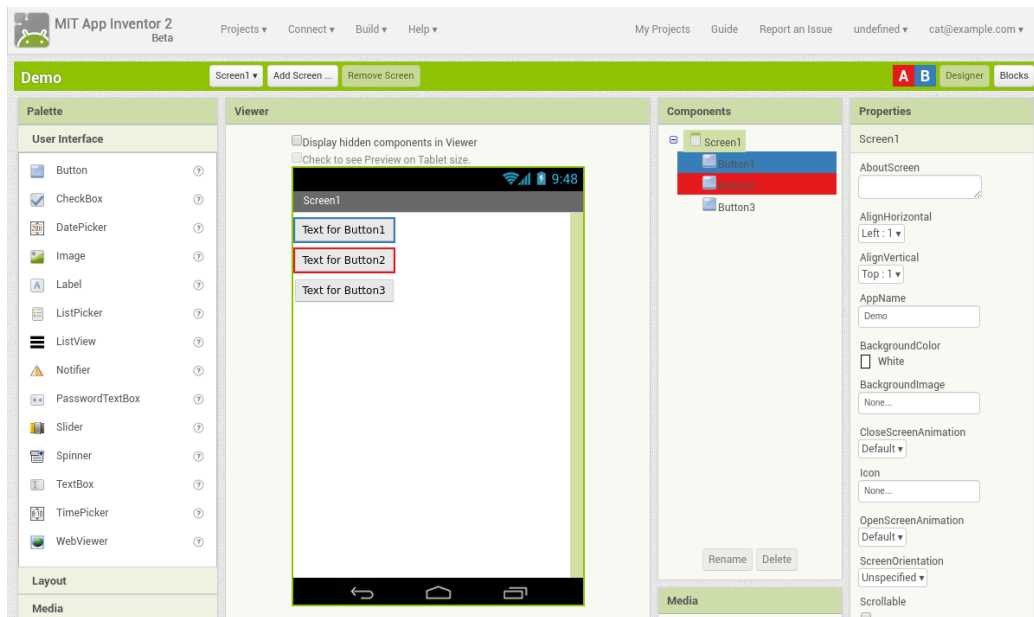 MIT App Inventor 2
Beta
Projects ▾ Connect ▾ Build ▾ Help ▾ My Projects Guide Report an Issue undefined ▾ cat@example.com ▾
Demo Screen1 ▾ Add Screen ... Remove Screen A B Designer Blocks
Palette
User Interface
Button
CheckBox
DatePicker
Image
Label
ListPicker
ListView
Notifier
PasswordTextBox
Slider
Spinner
TextBox
TimePicker
WebViewer
Layout
Media
Viewer
Display hidden components in Viewer
Check to see Preview on Tablet size.
9:48
Screen1
Text for Button1
Text for Button2
Text for Button3
Components
Screen1
Button1
Button2
Button3
Rename Delete
Media
Properties
Screen1
AboutScreen
AlignHorizontal
Left : 1 ▾
AlignVertical
Top : 1 ▾
AppName
Demo
BackgroundColor
White
BackgroundImage
None...
CloseScreenAnimation
Default ▾
Icon
None...
OpenScreenAnimation
Default ▾
ScreenOrientation
Unspecified ▾
Scrollable